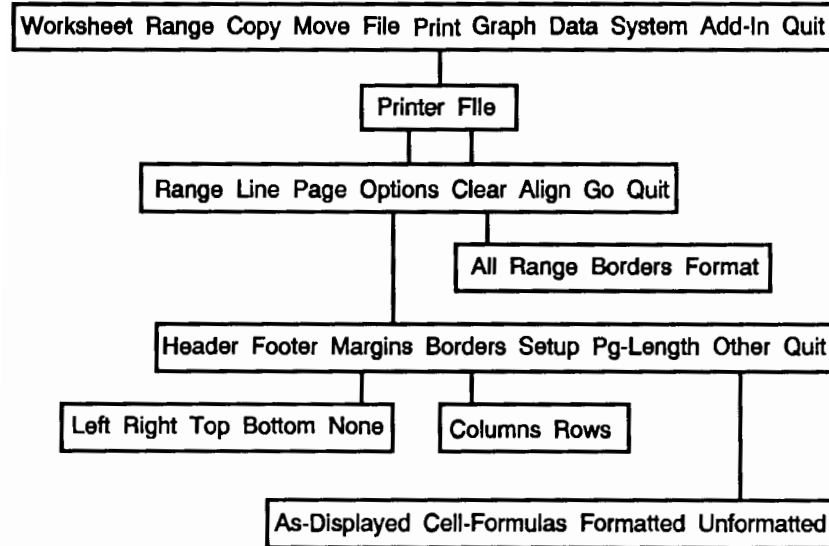 Worksheet Range Copy Move File Print Graph Data System Add-In Quit
Printer File
Range Line Page Options Clear Align Go Quit
All Range Borders Format
Header Footer Margins Borders Setup Pg-Length Other Quit
Left Right Top Bottom None
Columns Rows
As-Displayed Cell-Formulas Formatted Unformatted